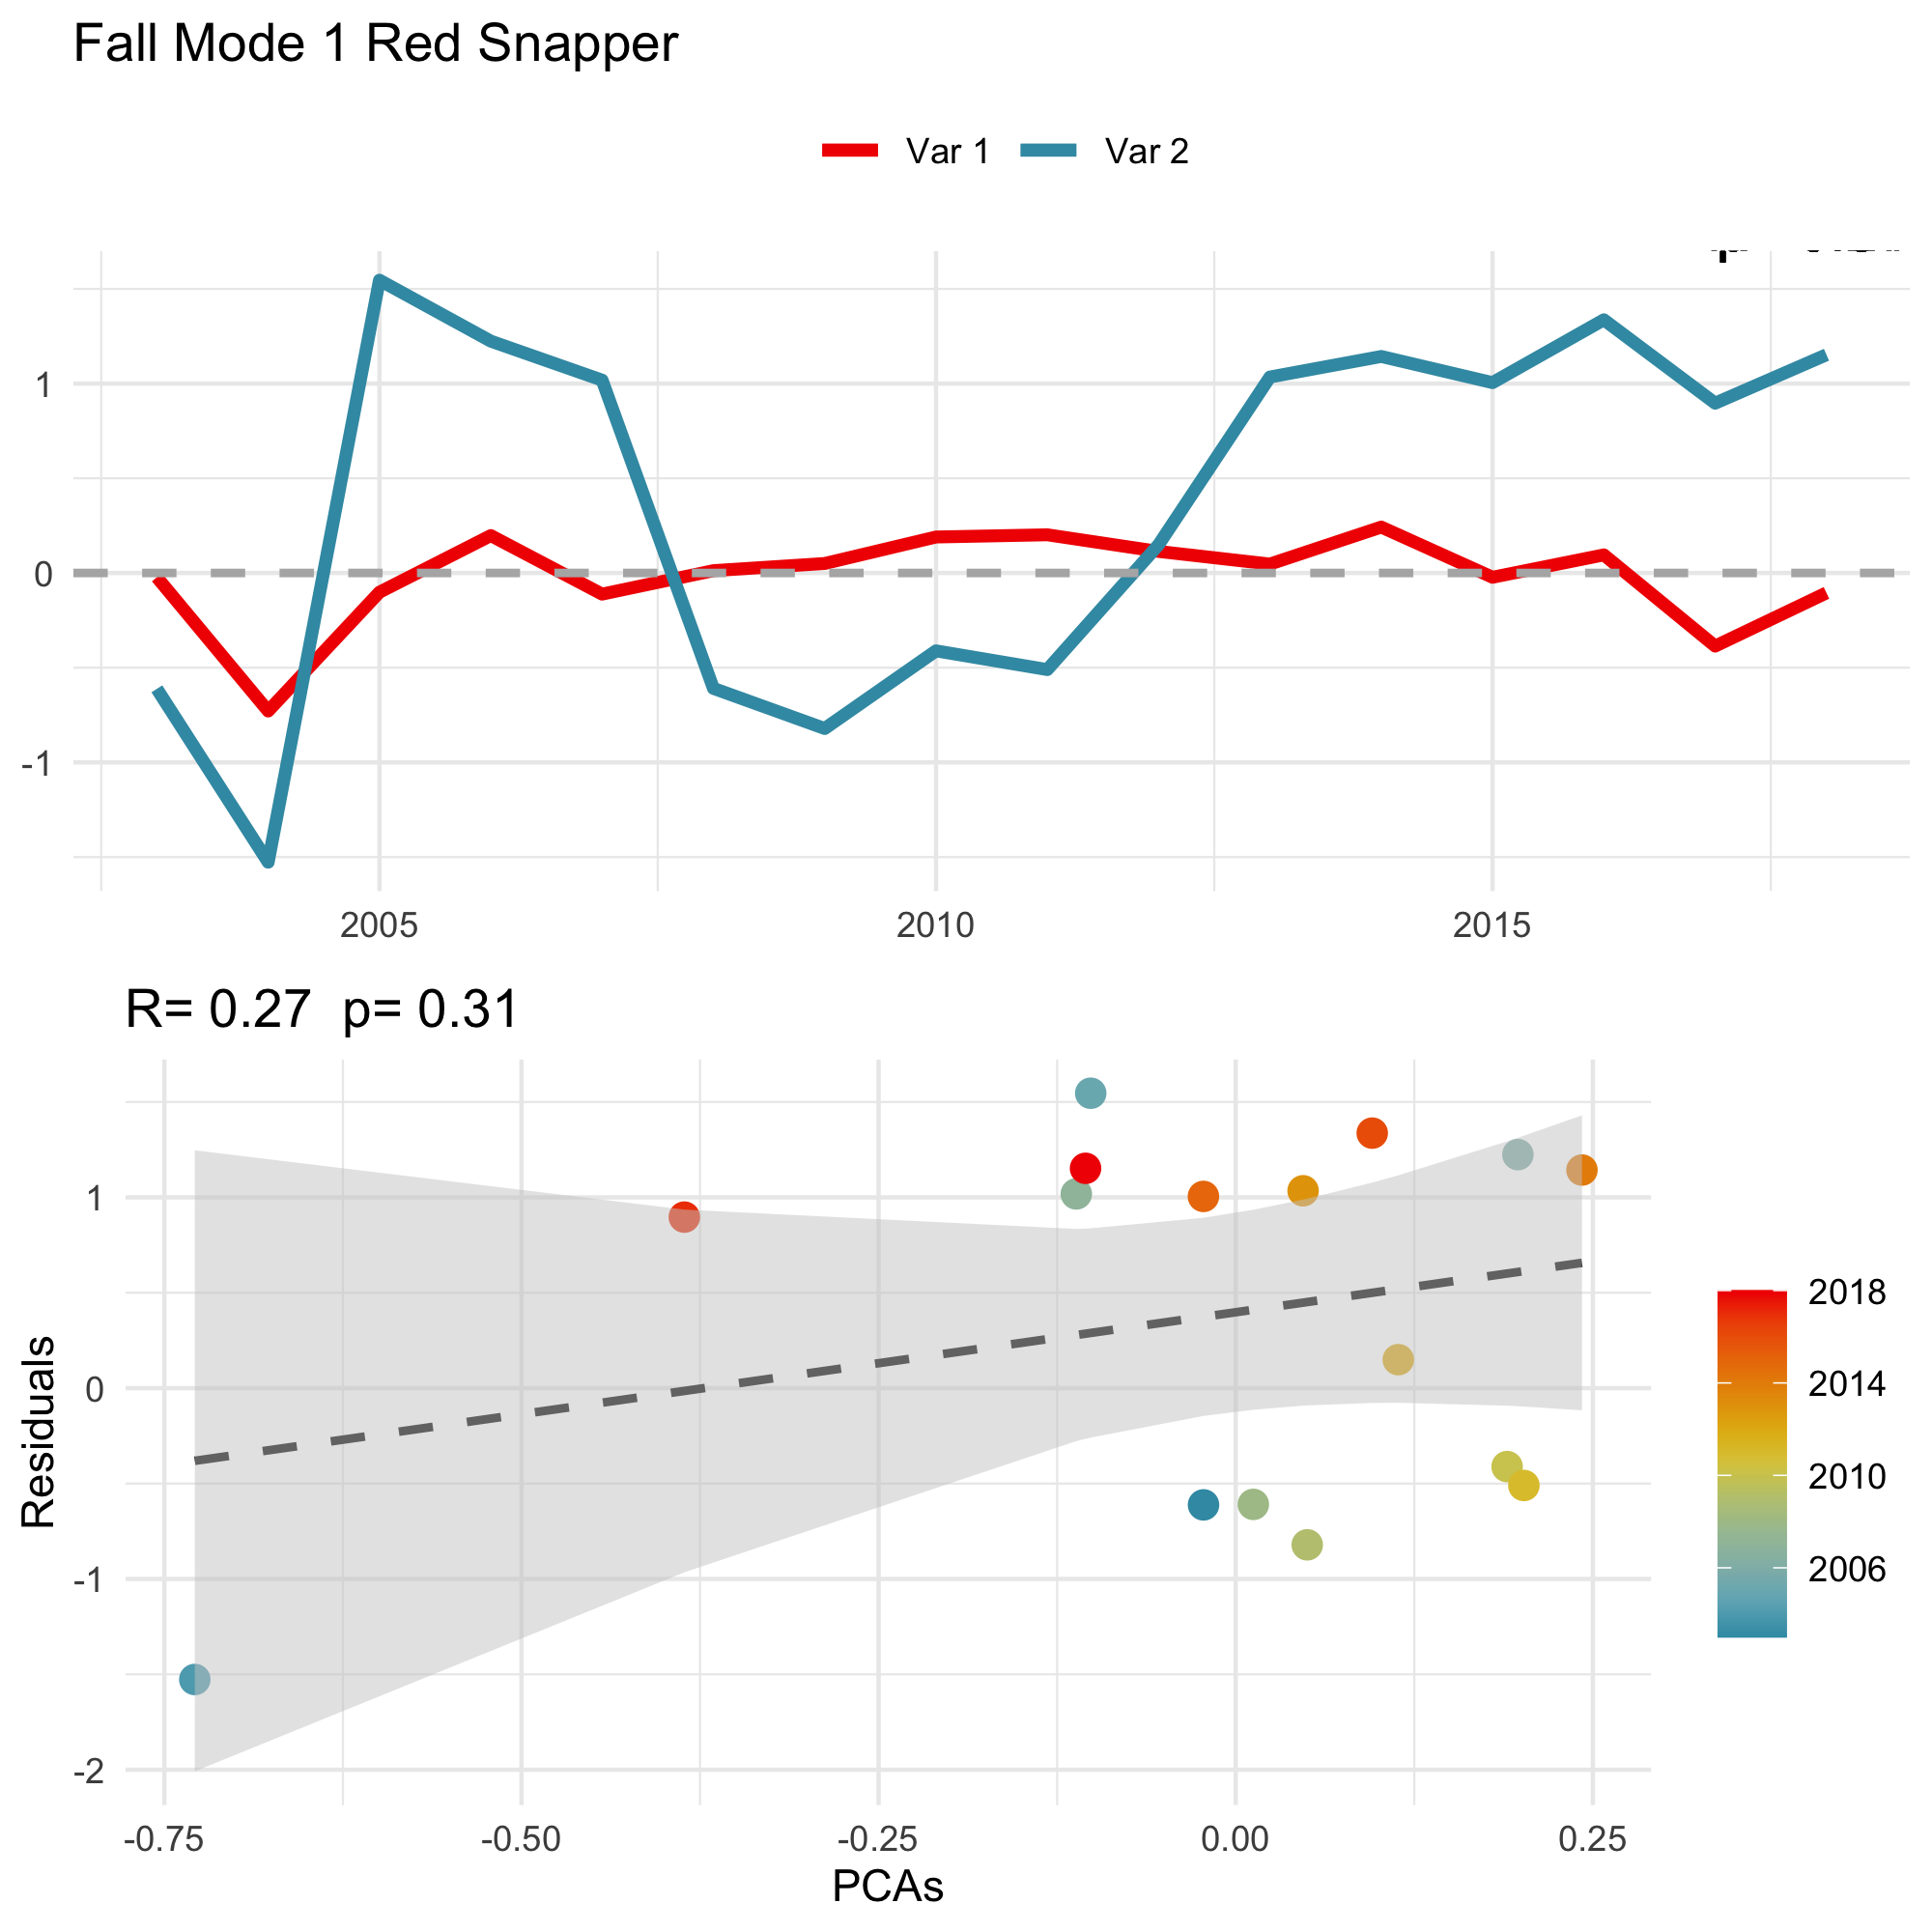 Fall Mode 1 Red Snapper
Var 1 Var 2
1
0
-1
2005 2010 2015
R= 0.27 p= 0.31
Residuals
1
0
-1
-2
-0.75 -0.50 -0.25 0.00 0.25
PCAs
2018
2014
2010
2006